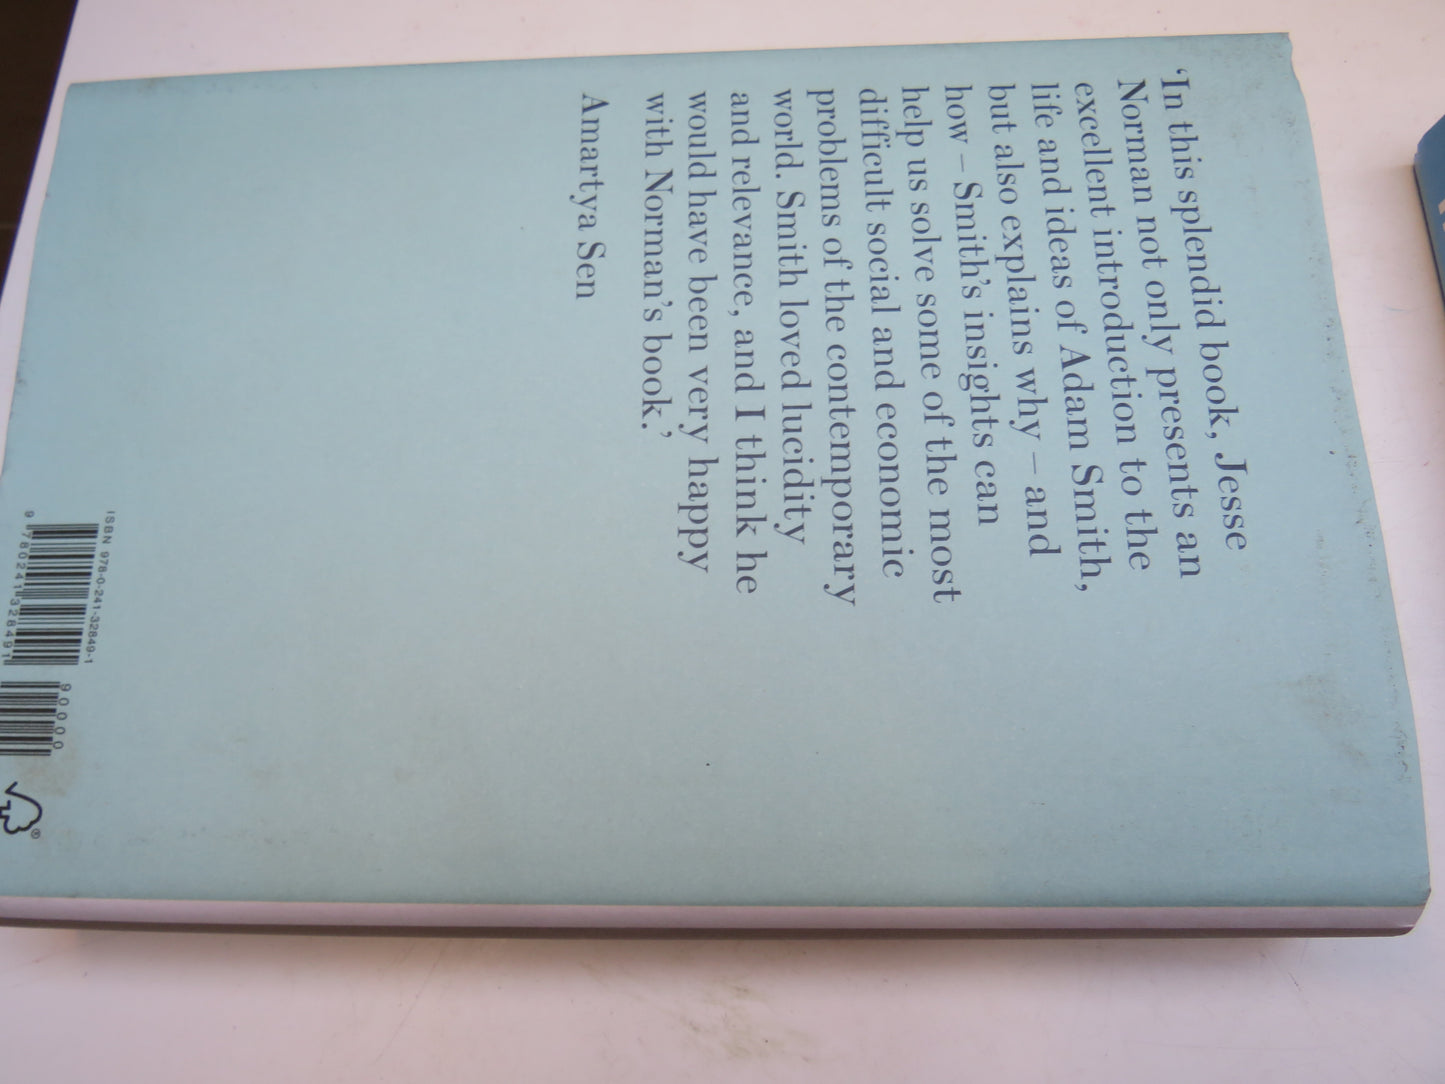 ‘In this splendid book, Jesse
Norman not only presents an
excellent introduction to the
life and ideas of Adam Smith,
but also explains why – and
how – Smith’s insights can
help us solve some of the most
difficult social and economic
problems of the contemporary
world. Smith loved lucidity
and relevance, and I think he
would have been very happy
with Norman’s book.’
Amartya Sen
ISBN 978-0-241-32849-1
90000
9 780241 328491
®